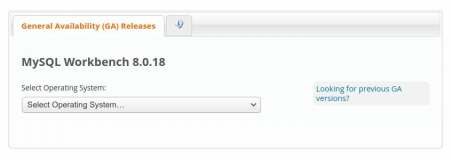 General Availability (GA) Releases
MySQL Workbench 8.0.18
Select Operating System:
Select Operating System...
Looking for previous GA
versions?